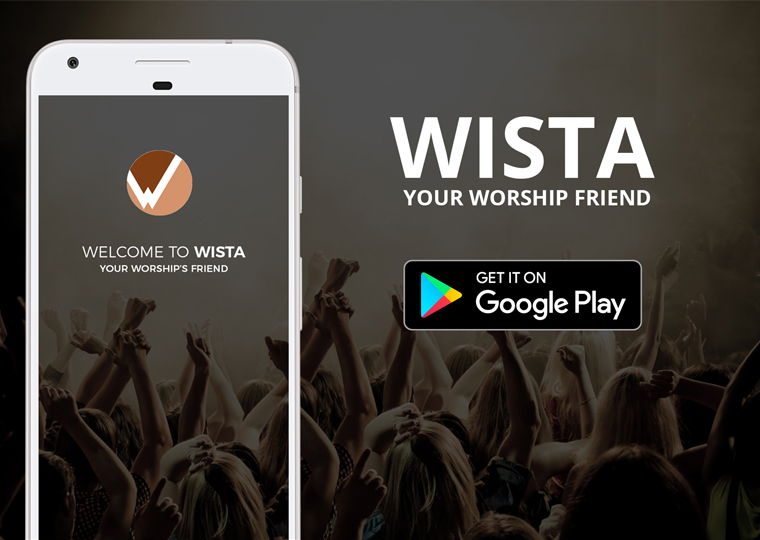 WELCOME TO WISTA
YOUR WORSHIP'S FRIEND
WISTA
YOUR WORSHIP FRIEND
GET IT ON
Google Play